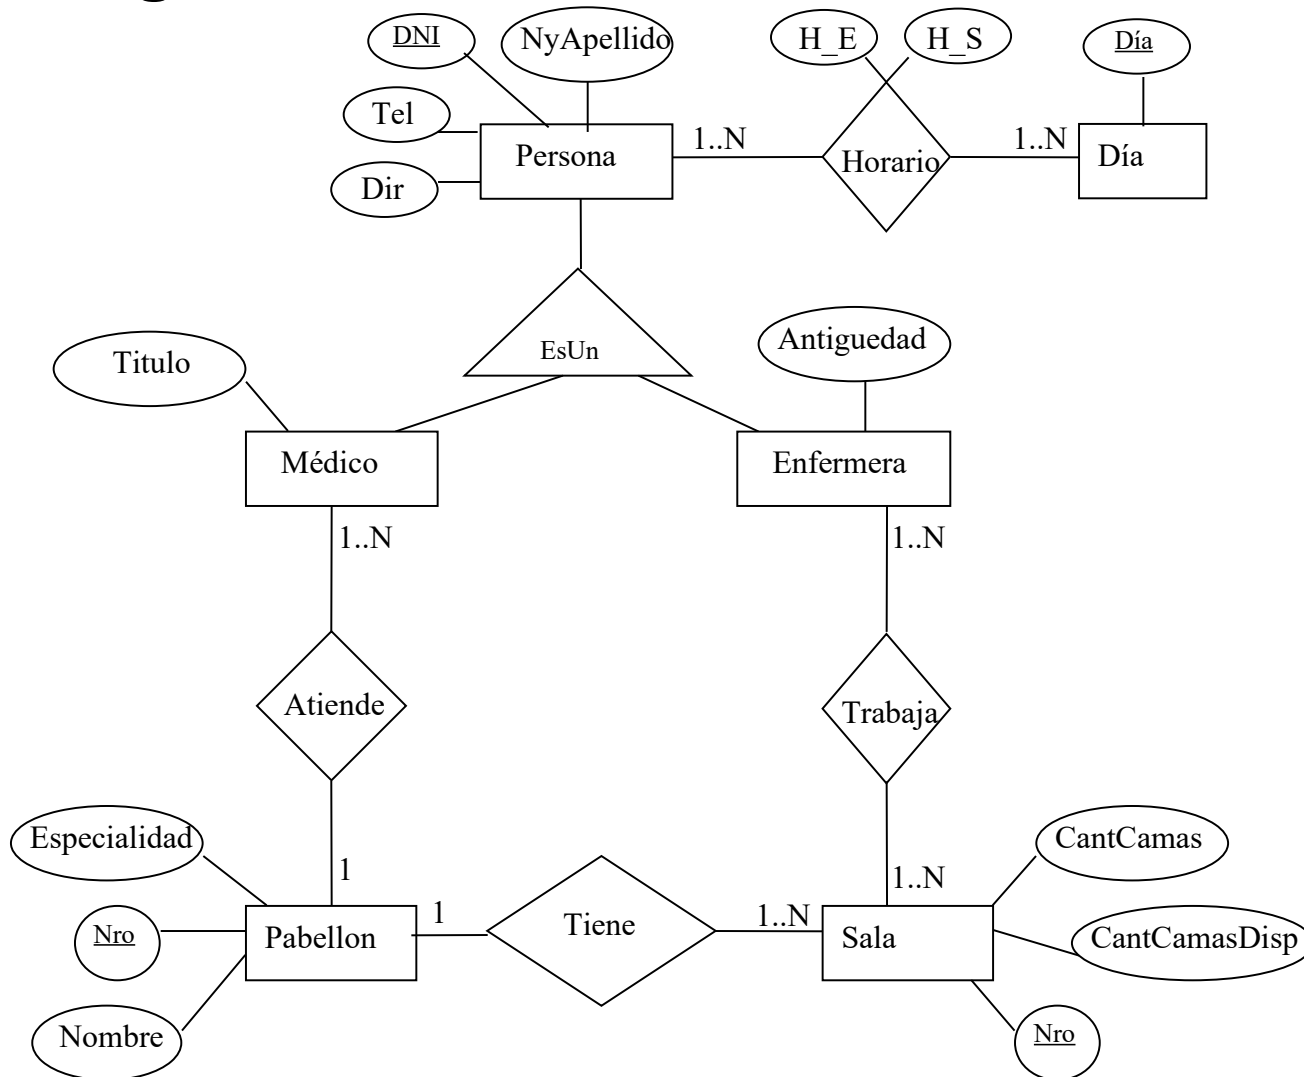 DNI
NyApellido
H_E
H_S
Día
Tel
Persona
1..N
Horario
1..N
Día
Dir
EsUn
Titulo
Antiguedad
Médico
Enfermera
1..N
1..N
Atiende
Trabaja
Especialidad
1
1..N
CantCamas
Nro
Pabellon
1
Tiene
1..N
Sala
CantCamasDisp
Nombre
Nro